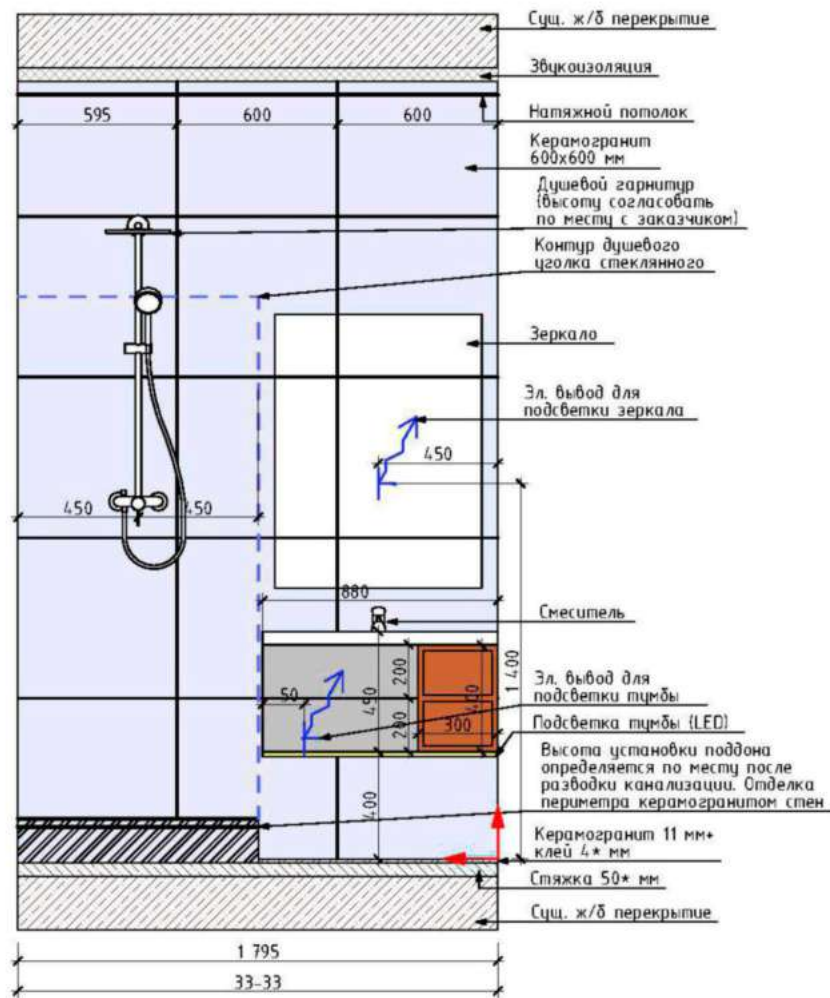 Сущ. ж/б перекрытие
Звукоизоляция
Натяжной потолок
595
600
600
Керамогранит
600х600 мм
Душевой гарнитур
(высоту согласовать
по месту с заказчиком)
Контур душевого
уголка стеклянного
Зеркало
Эл. вывод для
подсветки зеркала
450
450
450
880
Смеситель
1 400
200
490
400
50
Эл. вывод для
подсветки тумбы
300
200
Подсветка тумбы (LED)
Высота установки поддона
определяется по месту после
разводки канализации. Отделка
периметра керамогранитом стен
400
Керамогранит 11 мм+
клей 4* мм
Стяжка 50* мм
Сущ. ж/б перекрытие
1 795
33-33